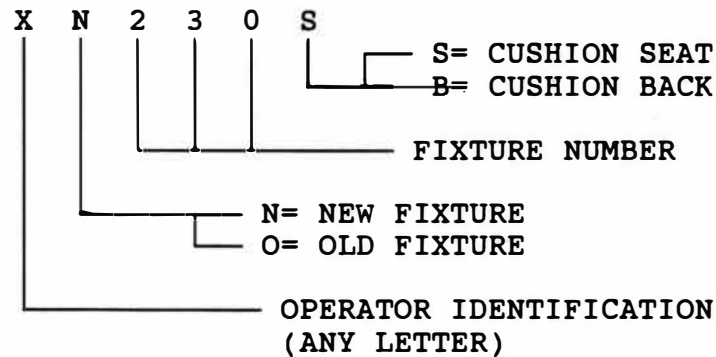 X N 2 3 0 S
S= CUSHION SEAT
B= CUSHION BACK
FIXTURE NUMBER
N= NEW FIXTURE
O= OLD FIXTURE
OPERATOR IDENTIFICATION
(ANY LETTER)